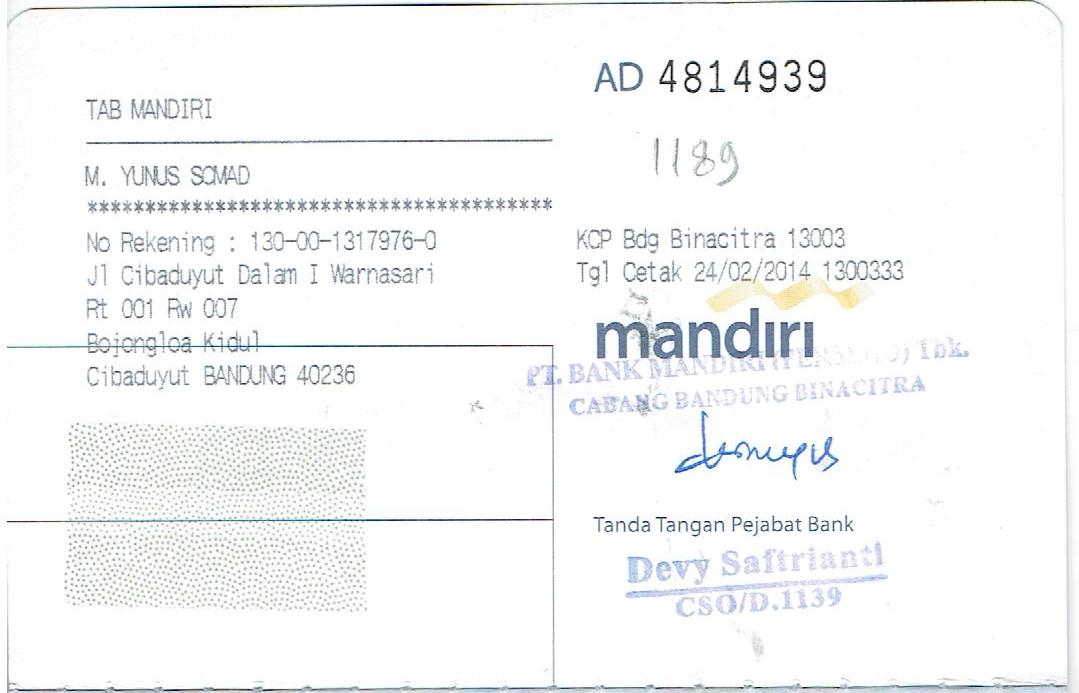 AD 4814939
TAB MANDIRI
1189
M. YUNUS SOMAD
****************************************
No Rekening : 130-00-1317976-0
Jl Cibaduyut Dalam I Warnasari
Rt 001 Rw 007
Bojongloa Kidul
Cibaduyut BANDUNG 40236
KCP Bdg Binacitra 13003
Tgl Cetak 24/02/2014 1300333
mandiri
PT. BANK MANDIRI (PERSERO) Tbk.
CABANG BANDUNG BINACITRA
Tanda Tangan Pejabat Bank
Devy Saftrianti
CSO/D.1139